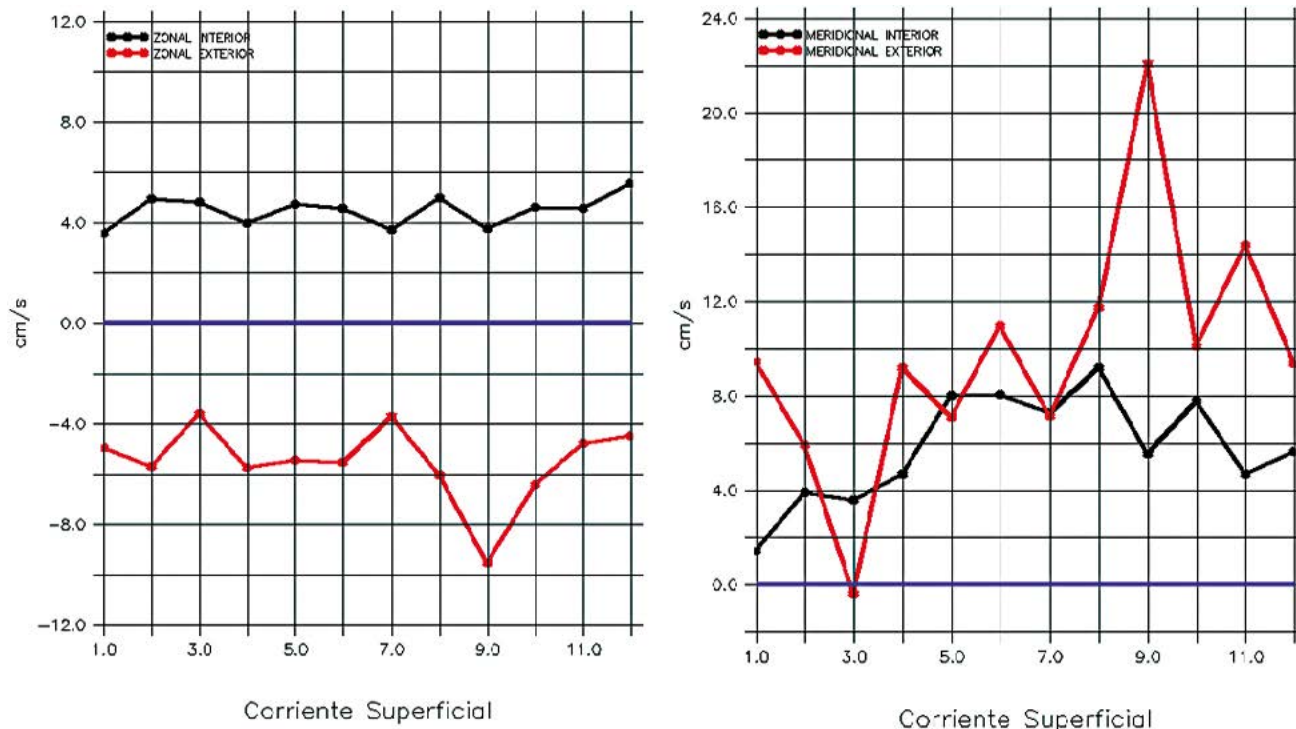 12.0
ZONAL INTERIOR
ZONAL EXTERIOR
8.0
4.0
0.0
cm/s
-4.0
-8.0
-12.0
1.0 3.0 5.0 7.0 9.0 11.0
Corriente Superficial
24.0
MERIDIONAL INTERIOR
MERIDIONAL EXTERIOR
20.0
16.0
12.0
cm/s
8.0
4.0
0.0
1.0 3.0 5.0 7.0 9.0 11.0
Corriente Superficial